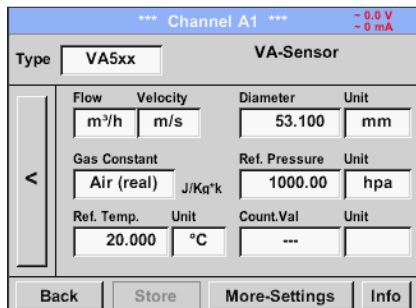 *** Channel A1 ***
~ 0.0 V
~ 0 mA
Type VA5xx VA-Sensor
Flow Velocity Diameter Unit
m³/h m/s 53.100 mm
Gas Constant Ref. Pressure Unit
< Air (real) J/Kg*k 1000.00 hpa
Ref. Temp. Unit Count.Val Unit
20.000 °C ---
Back Store More-Settings Info